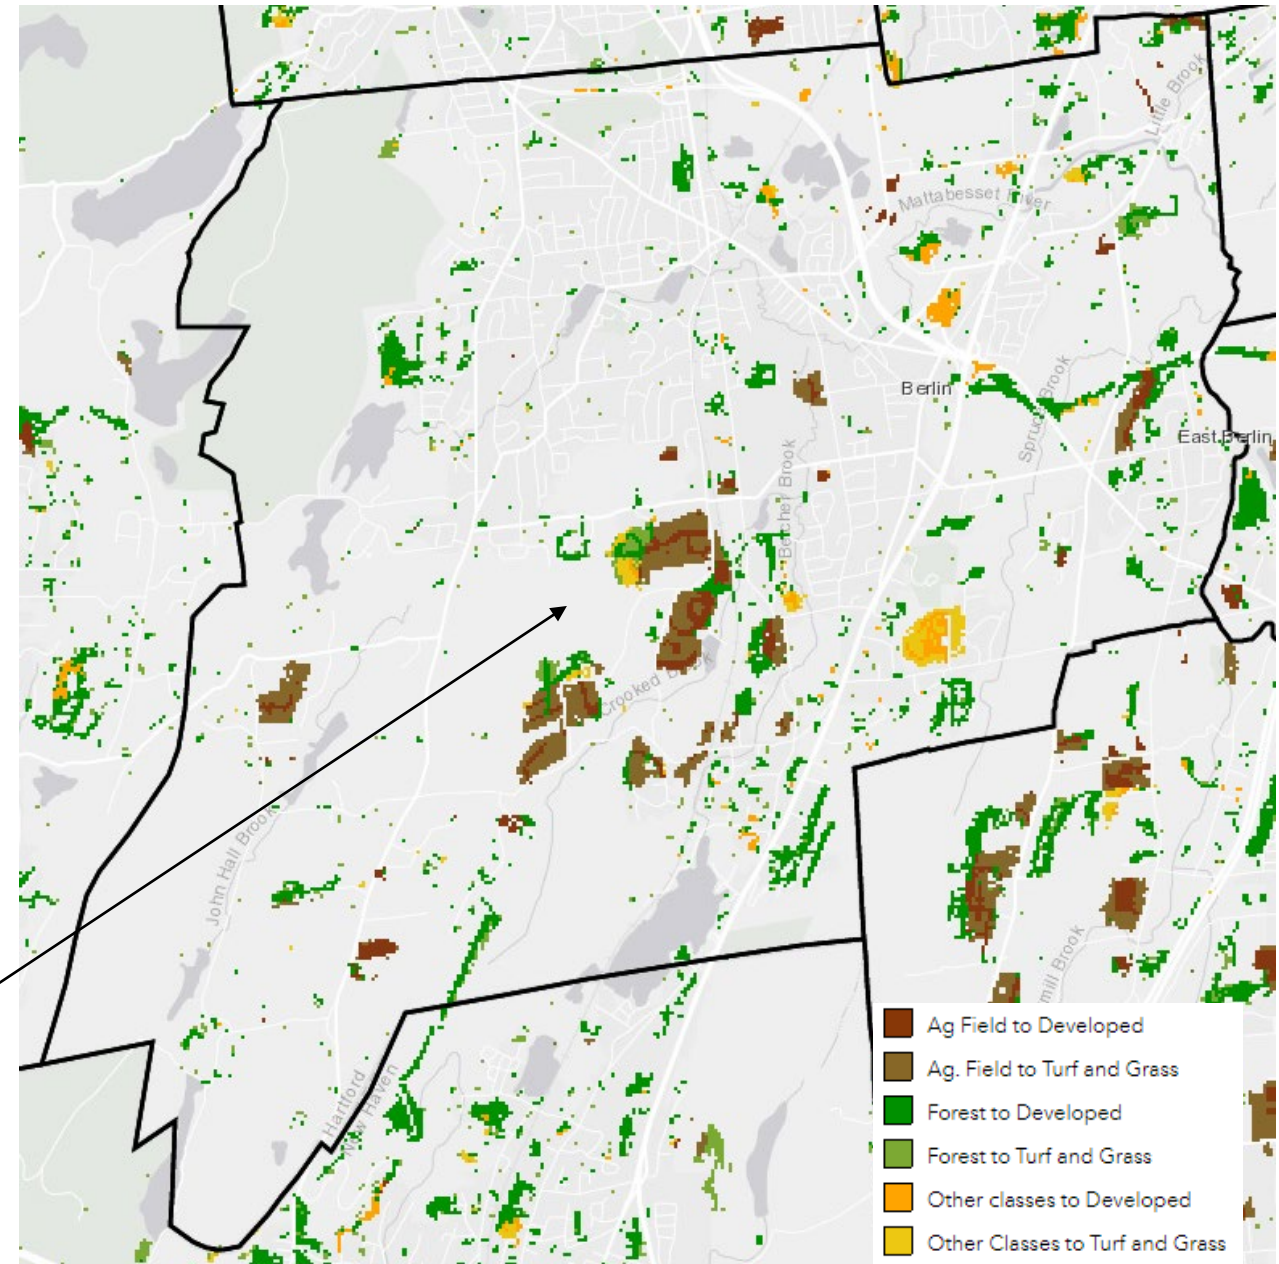 Little Brook
Mattabesset River
Berlin
Spruce Brook
East Berlin
Belcher Brook
Crooked Brook
John Hall Brook
mill Brook
Hartford
New Haven
Ag Field to Developed
Ag. Field to Turf and Grass
Forest to Developed
Forest to Turf and Grass
Other classes to Developed
Other Classes to Turf and Grass